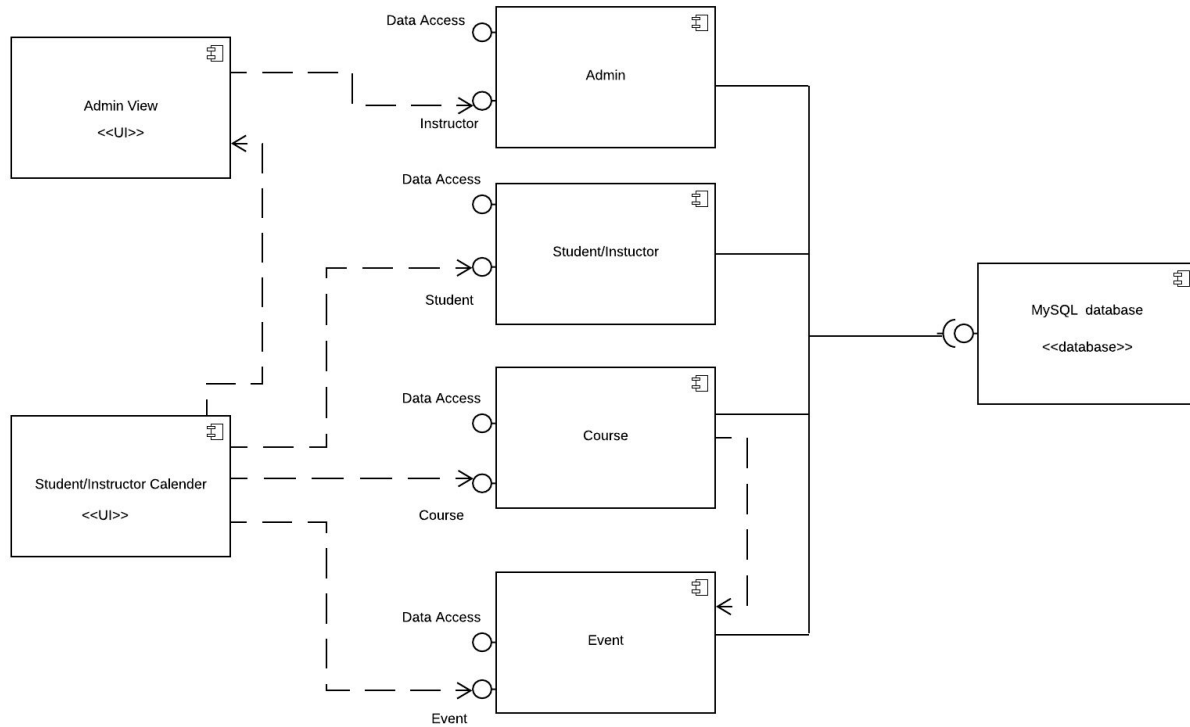 Data Access
Admin View
<<UI>>
Admin
Instructor
Data Access
Student/Instuctor
Student
MySQL database
<<database>>
Data Access
Course
Student/Instructor Calender
<<UI>>
Course
Data Access
Event
Event